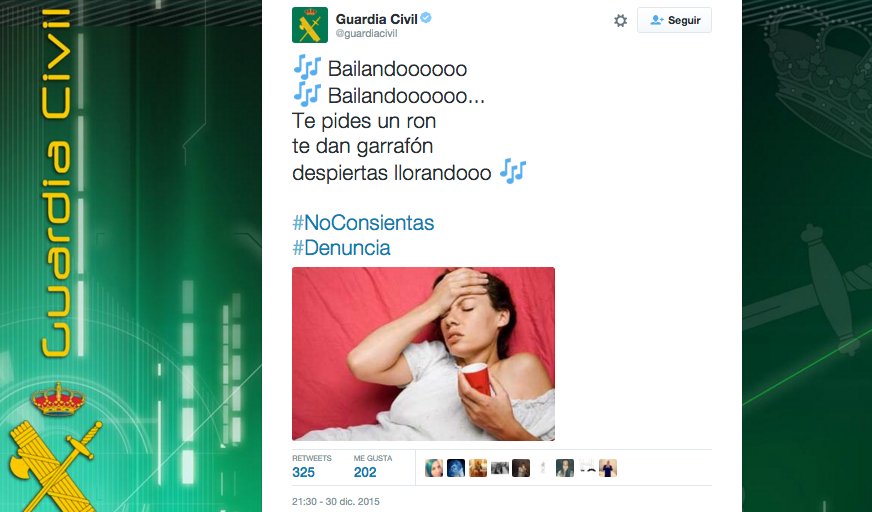 Guardia Civil
Guardia Civil
@guardiacivil
Seguir
🎶 Bailandoooooo
🎶 Bailandoooooo...
Te pides un ron
te dan garrafón
despiertas llorandooo 🎶
#NoConsientas
#Denuncia
RETWEETS
325
ME GUSTA
202
21:30 - 30 dic. 2015